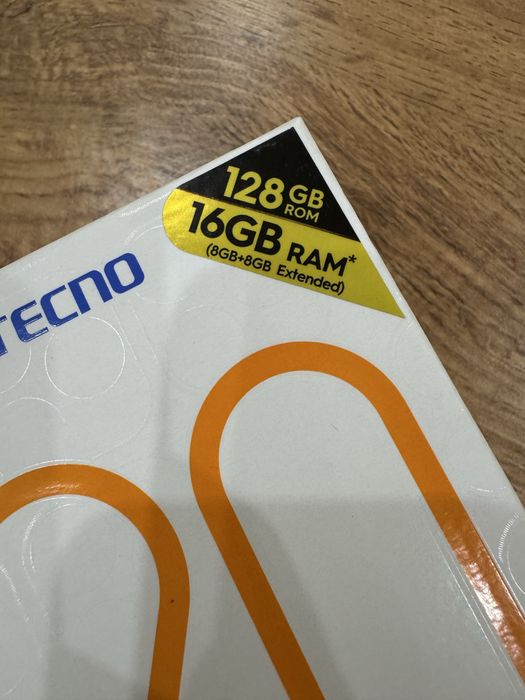 128 GB ROM
16GB RAM*
(8GB+8GB Extended)
TECNO